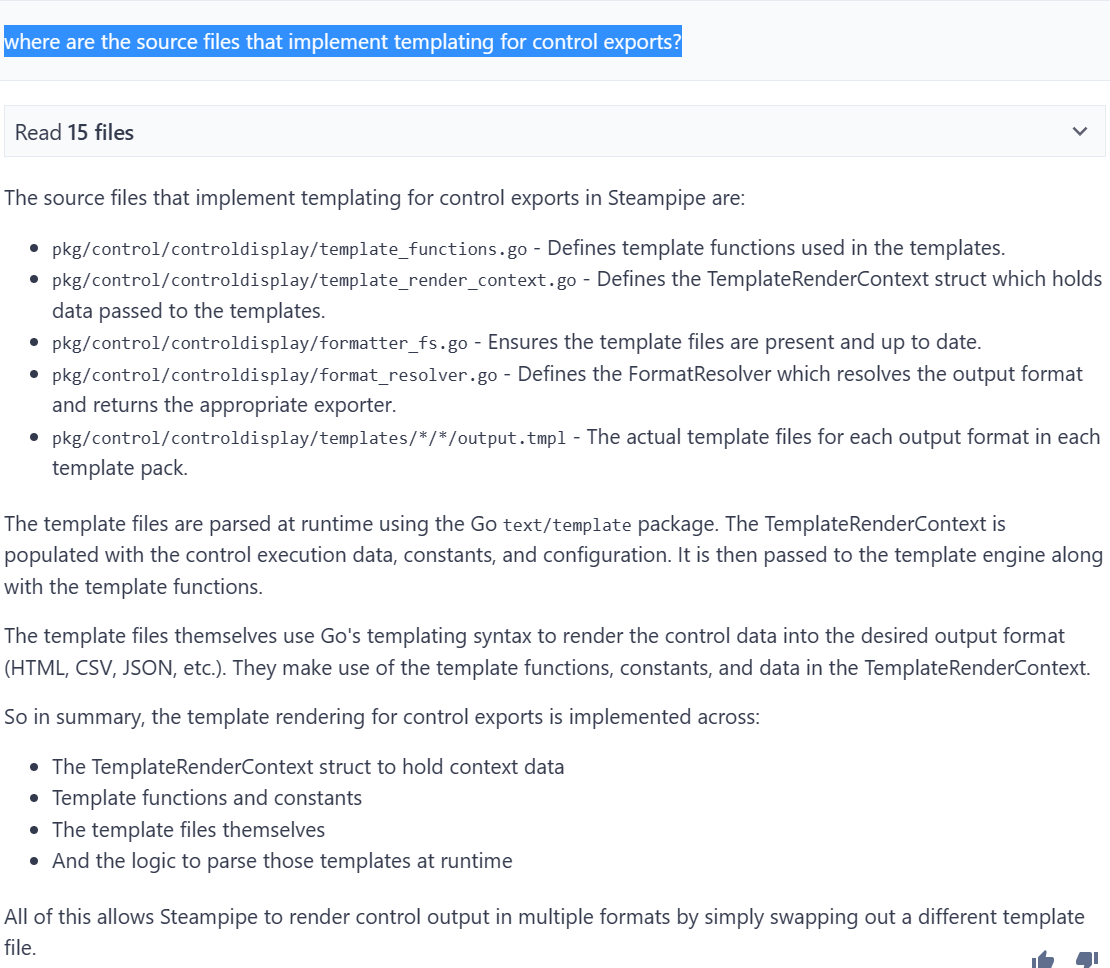 where are the source files that implement templating for control exports?
Read 15 files
The source files that implement templating for control exports in Steampipe are:
pkg/control/controldisplay/template_functions.go - Defines template functions used in the templates.
pkg/control/controldisplay/template_render_context.go - Defines the TemplateRenderContext struct which holds
data passed to the templates.
pkg/control/controldisplay/formatter_fs.go - Ensures the template files are present and up to date.
pkg/control/controldisplay/format_resolver.go - Defines the FormatResolver which resolves the output format
and returns the appropriate exporter.
pkg/control/controldisplay/templates/*/*/output.tmpl - The actual template files for each output format in each
template pack.
The template files are parsed at runtime using the Go text/template package. The TemplateRenderContext is
populated with the control execution data, constants, and configuration. It is then passed to the template engine along
with the template functions.
The template files themselves use Go's templating syntax to render the control data into the desired output format
(HTML, CSV, JSON, etc.). They make use of the template functions, constants, and data in the TemplateRenderContext.
So in summary, the template rendering for control exports is implemented across:
The TemplateRenderContext struct to hold context data
Template functions and constants
The template files themselves
And the logic to parse those templates at runtime
All of this allows Steampipe to render control output in multiple formats by simply swapping out a different template
file.